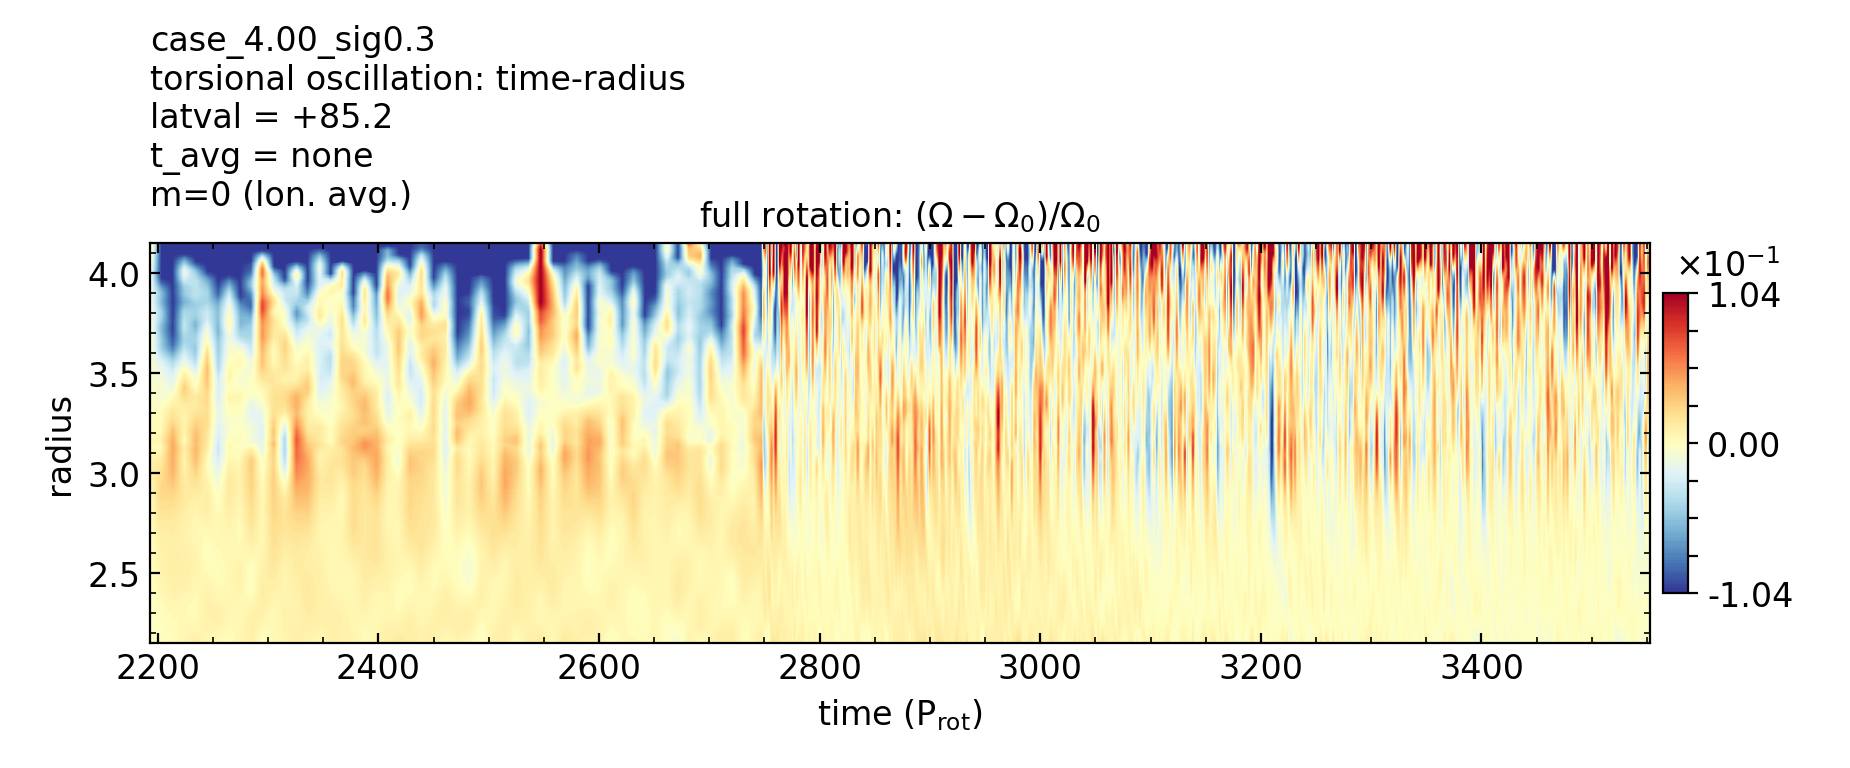 case_4.00_sig0.3
torsional oscillation: time-radius
latval = +85.2
t_avg = none
m=0 (lon. avg.)
full rotation: (Ω − Ω₀)/Ω₀
radius
4.0
3.5
3.0
2.5
2200 2400 2600 2800 3000 3200 3400
time (P_rot)
×10⁻¹
1.04
0.00
-1.04